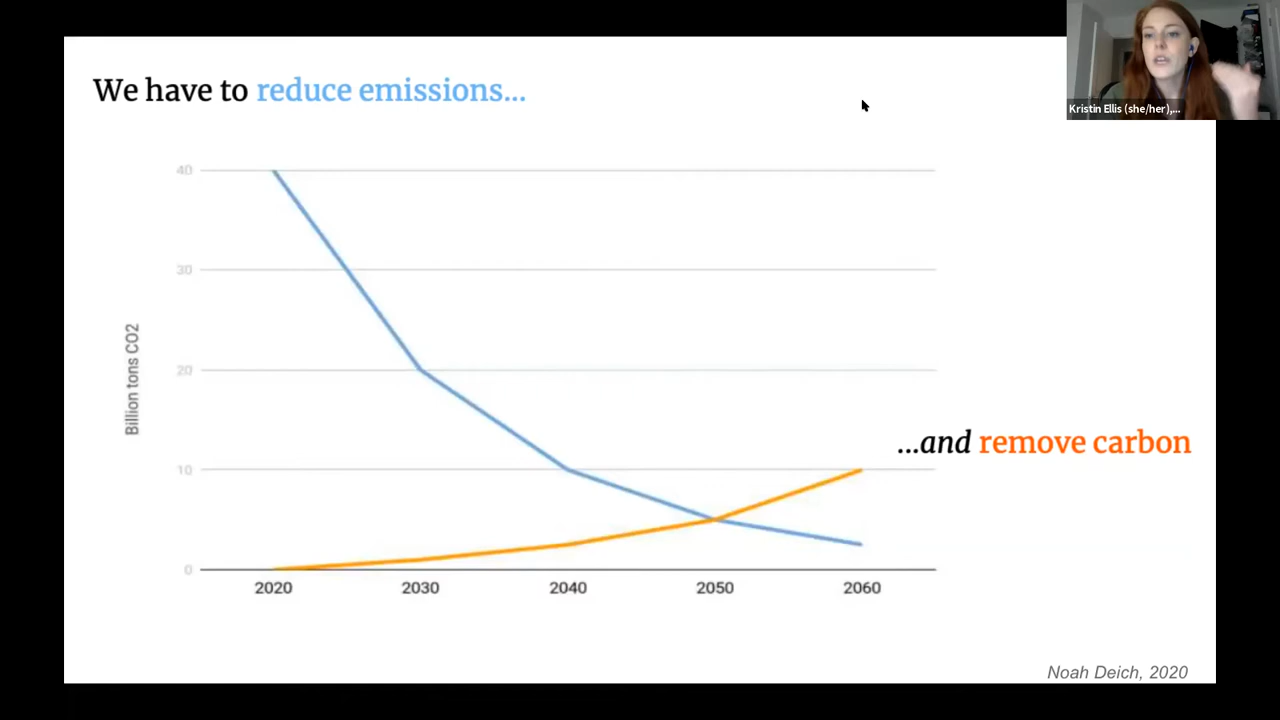 We have to reduce emissions...
Kristin Ellis (she/her),...
40
30
20
10
0
Billion tons CO2
...and remove carbon
2020 2030 2040 2050 2060
Noah Deich, 2020